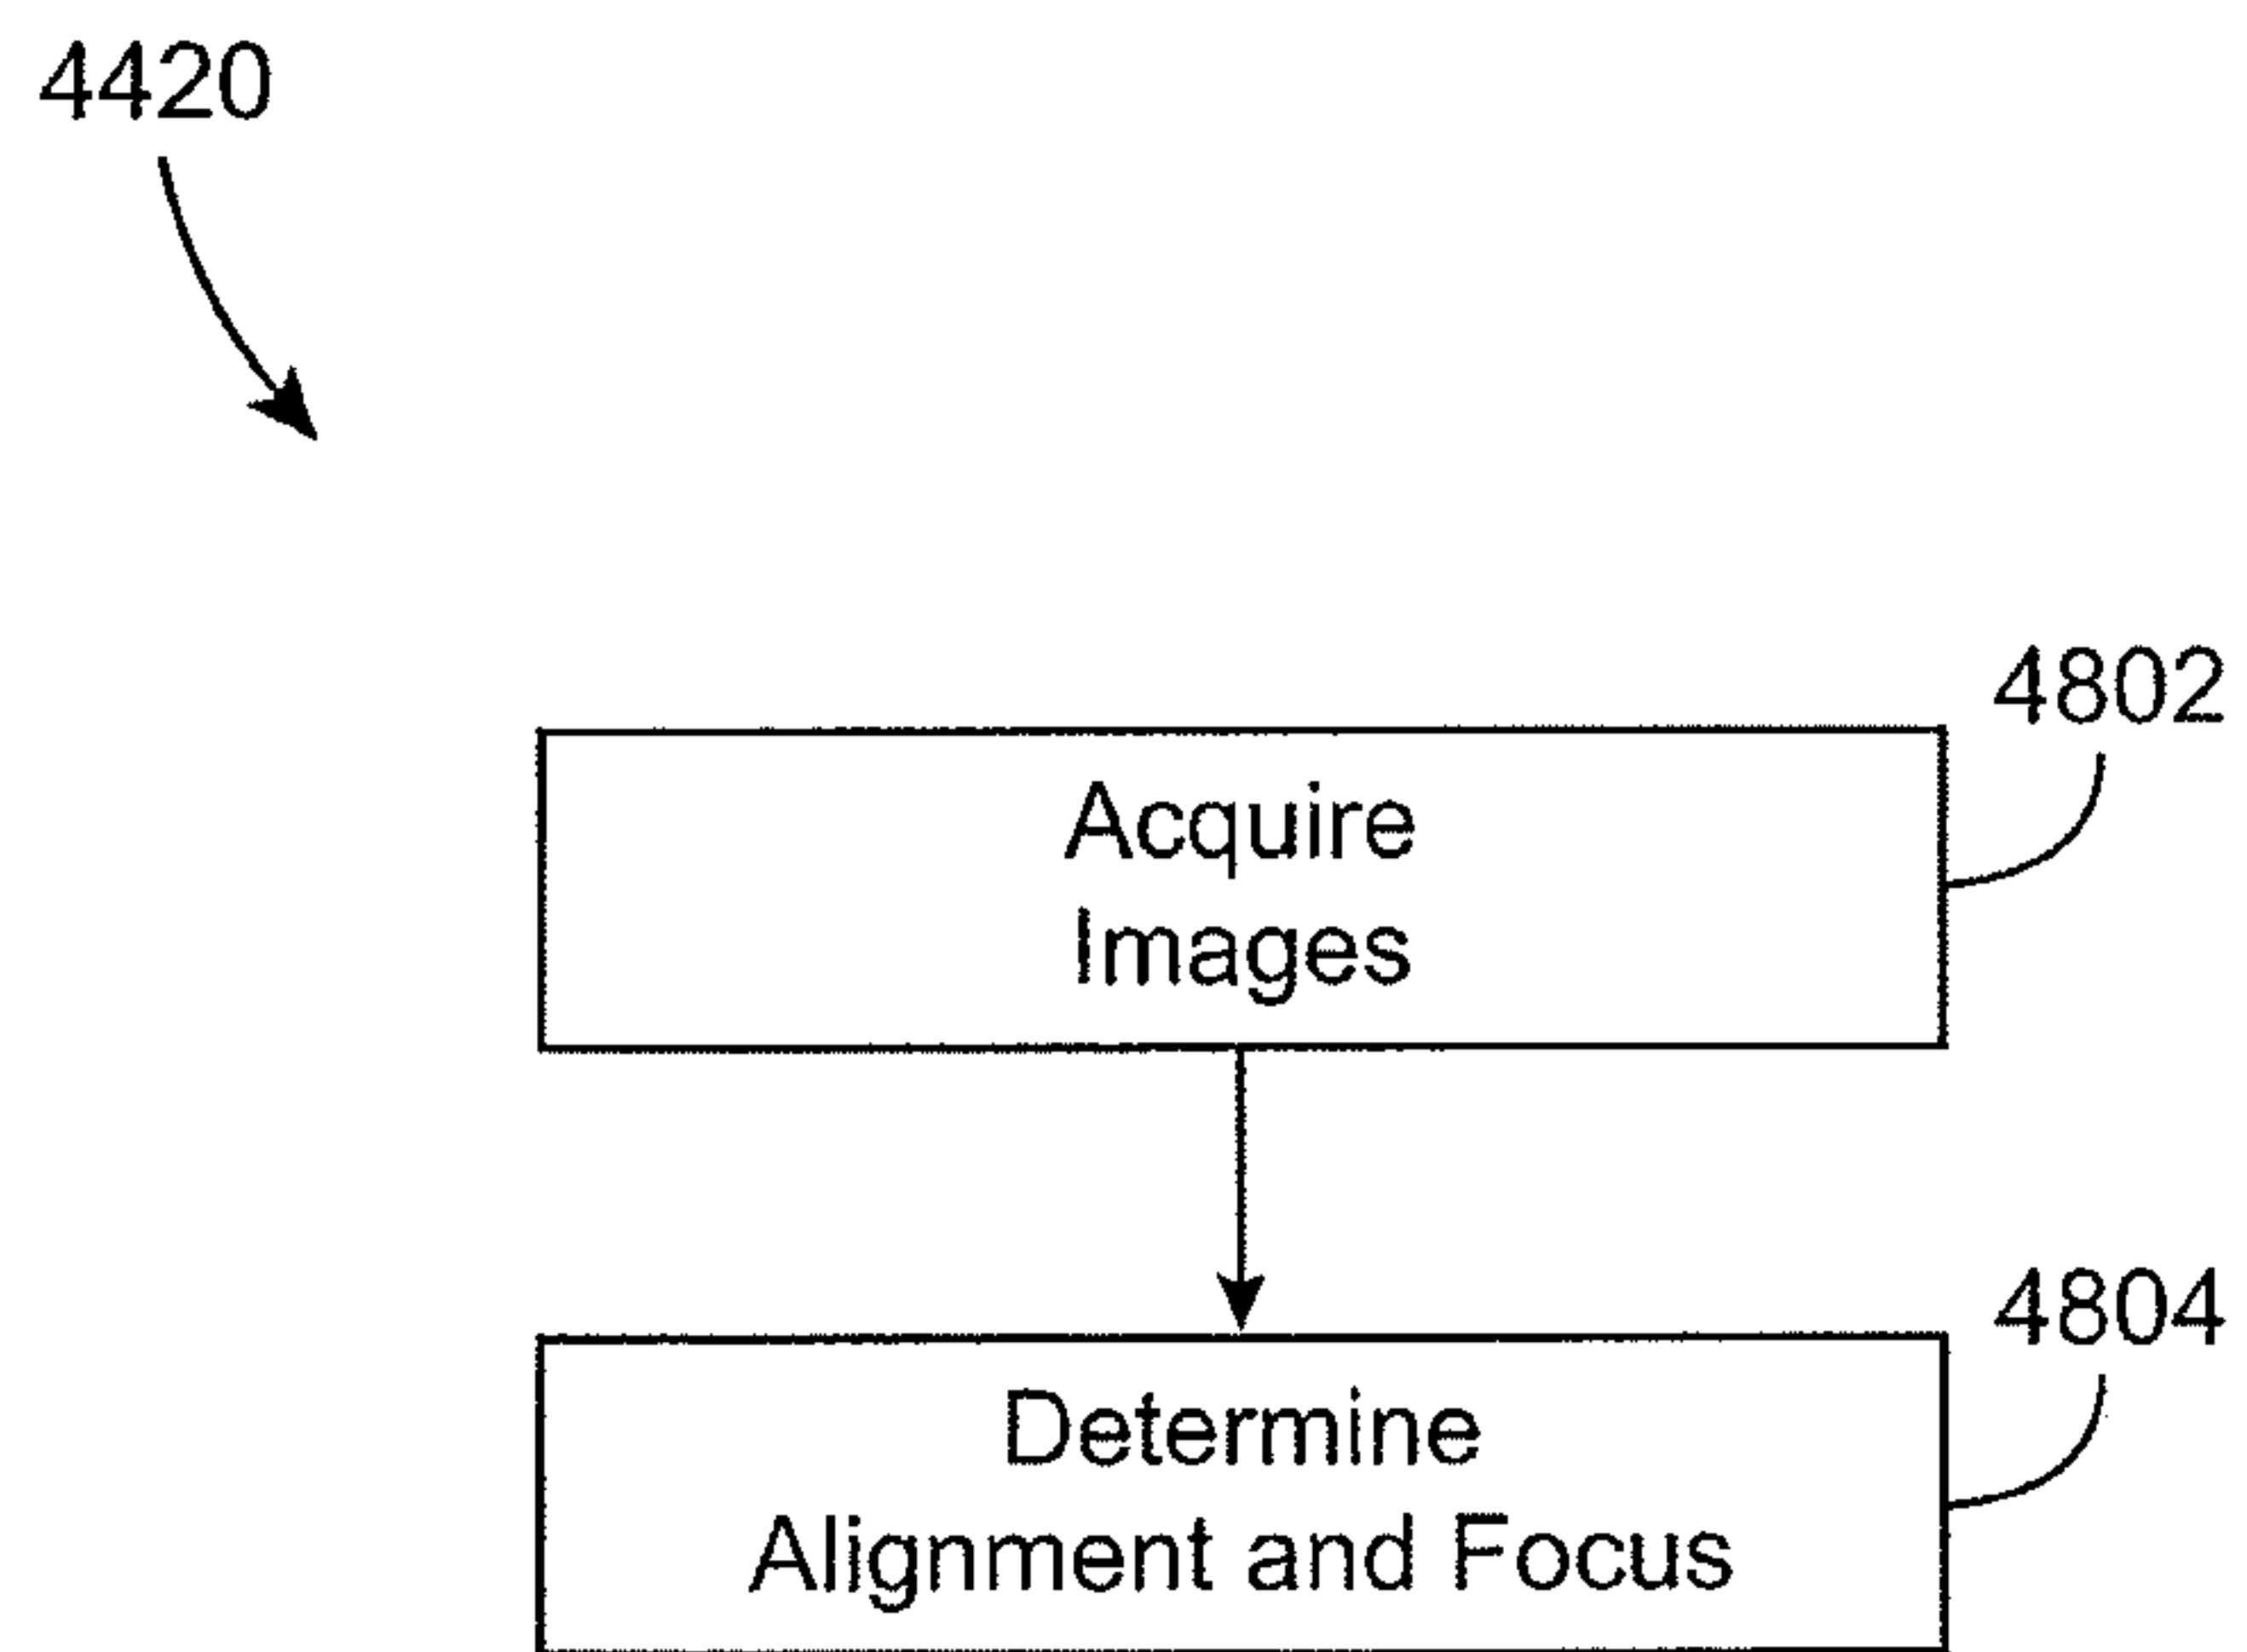 4420
4802
Acquire
Images
4804
Determine
Alignment and Focus